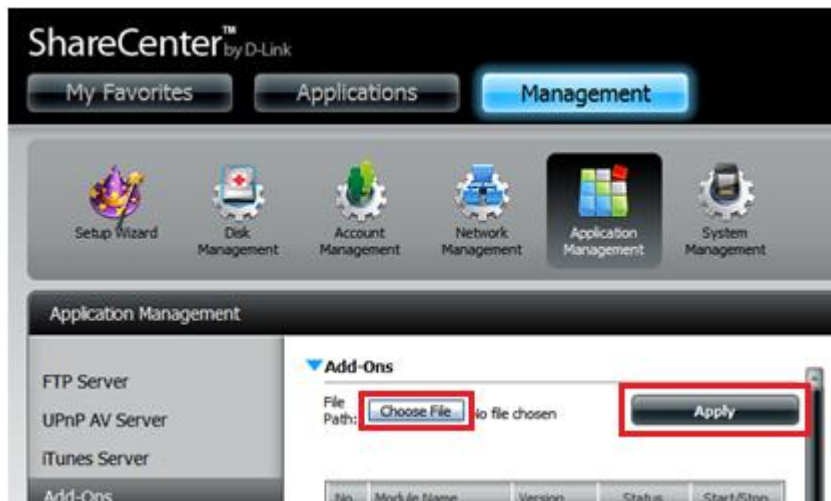 ShareCenter™ by D-Link
My Favorites Applications Management
Setup Wizard
Disk Management
Account Management
Network Management
Application Management
System Management
Application Management
FTP Server
UPnP AV Server
iTunes Server
Add-Ons
Add-Ons
File Path: Choose File No file chosen Apply
No. Module Name Version Status Start/Stop